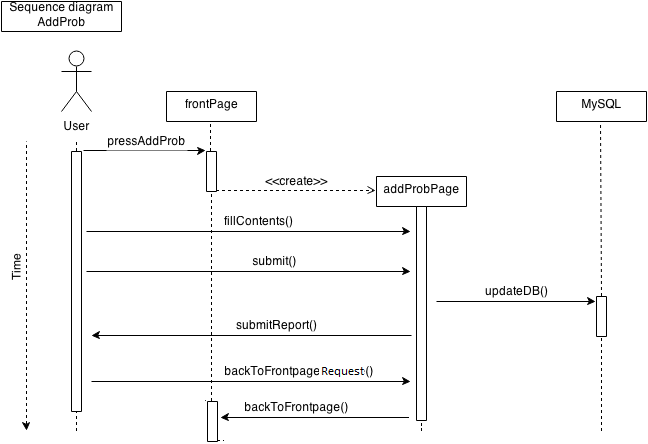 Sequence diagram
AddProb
frontPage
MySQL
User
pressAddProb
<<create>>
addProbPage
fillContents()
submit()
Time
updateDB()
submitReport()
backToFrontpageRequest()
backToFrontpage()